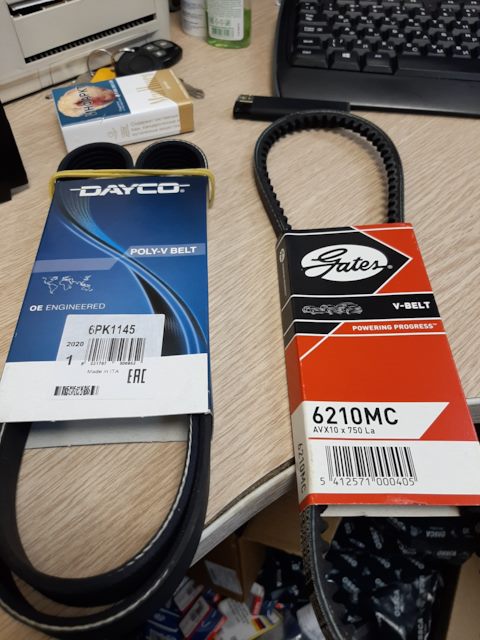 DAYCO
POLY-V BELT
OE ENGINEERED
6PK1145
2020
1
Made in ITA
EAC
Gates
V-BELT
POWERING PROGRESS™
6210MC
AVX10 x 750 La
5 412571 000405
6210MC